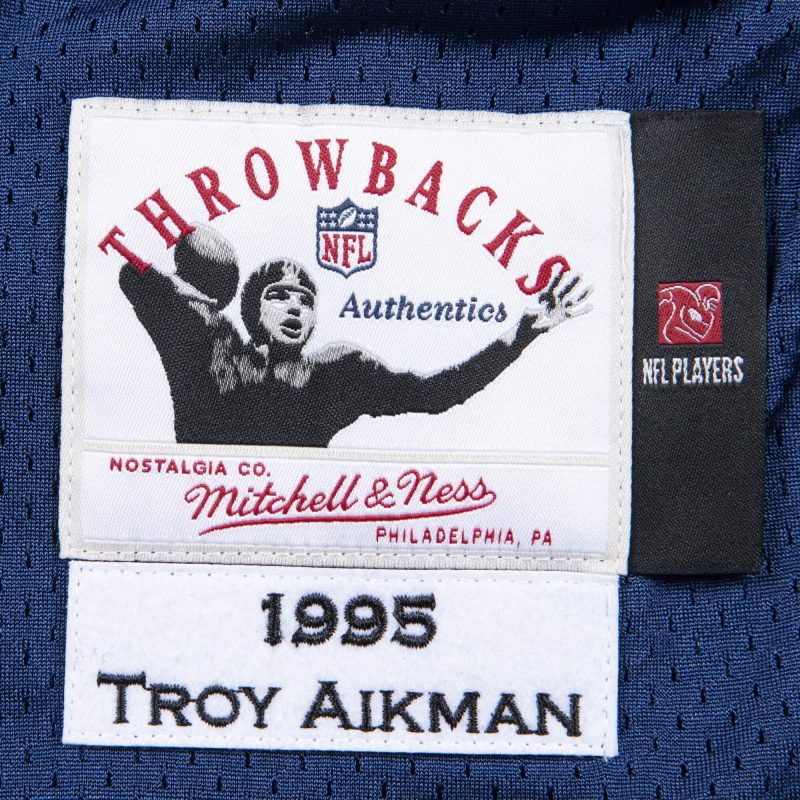 THROWBACKS
NFL
Authentics
NFL PLAYERS
NOSTALGIA CO.
Mitchell & Ness
PHILADELPHIA, PA
1995
TROY AIKMAN